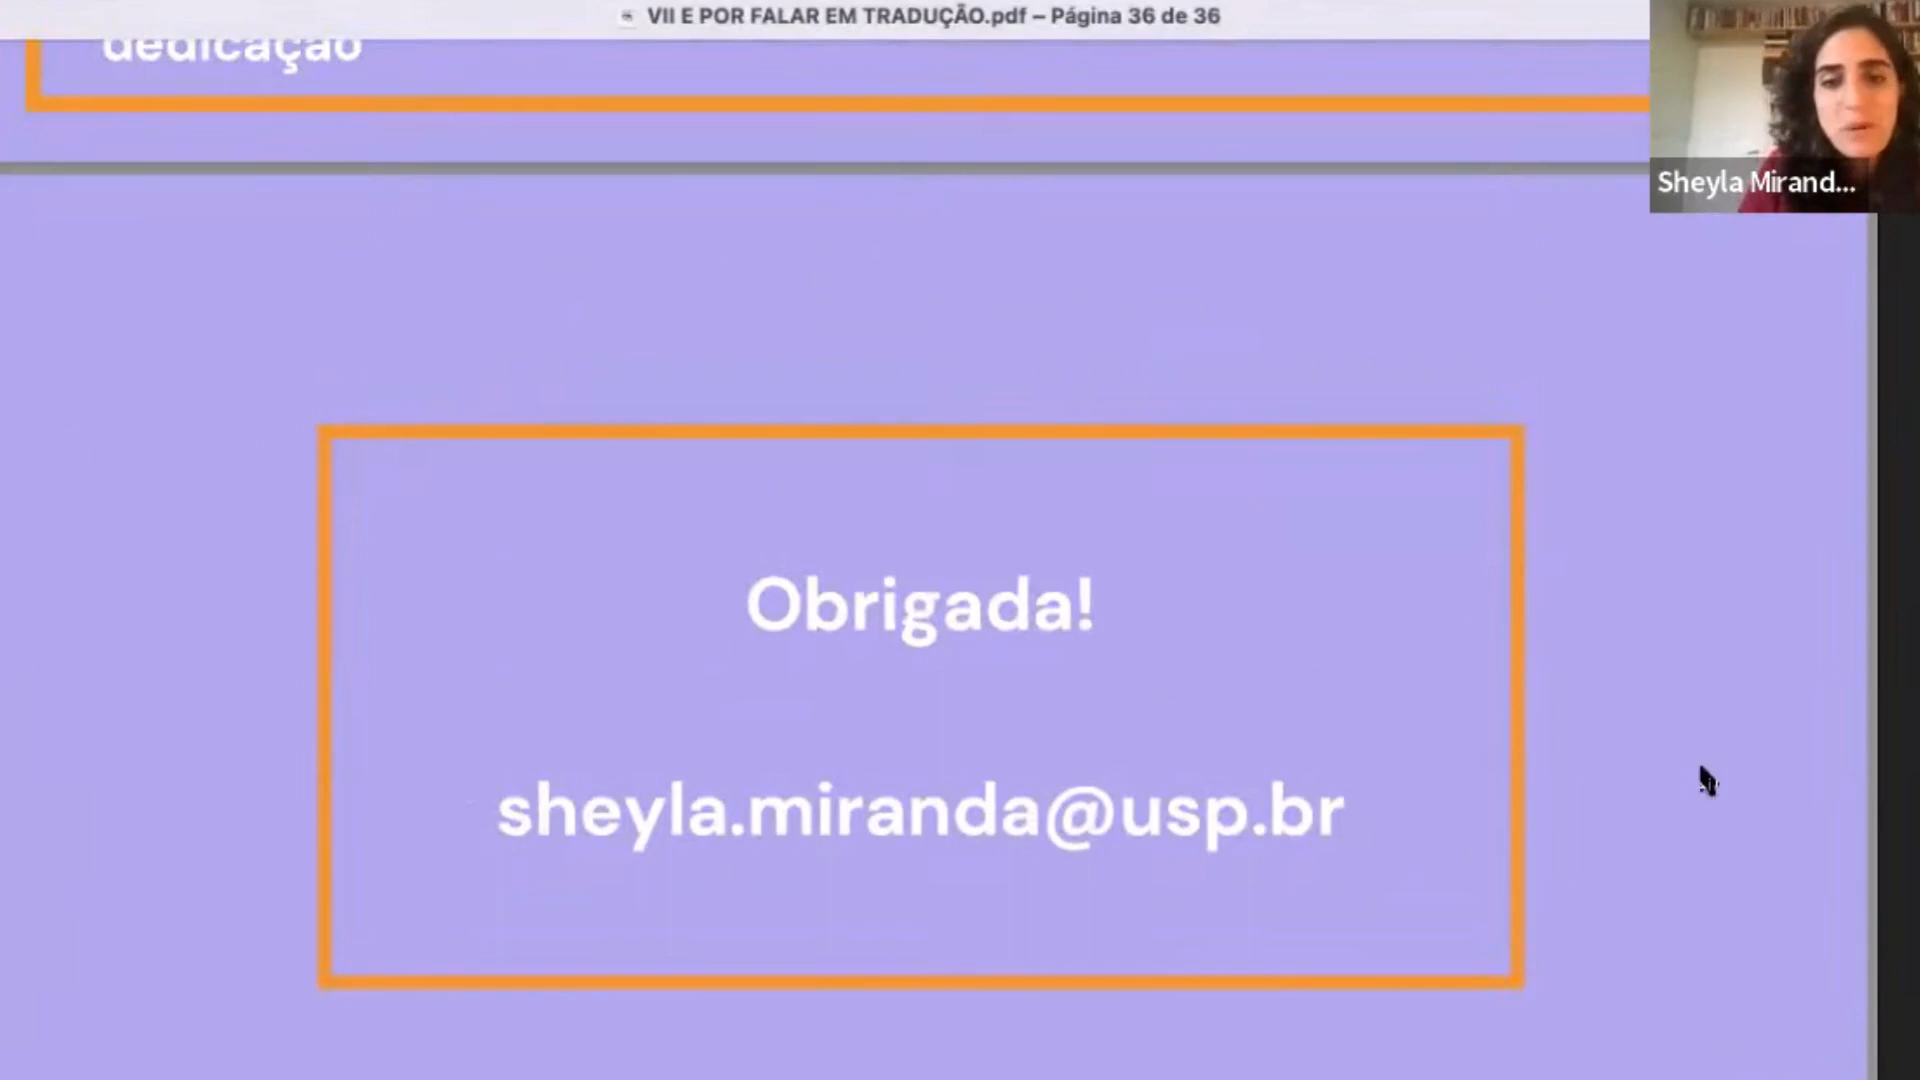 VII E POR FALAR EM TRADUÇÃO.pdf – Página 36 de 36
dedicação
Sheyla Mirand...
Obrigada!
sheyla.miranda@usp.br